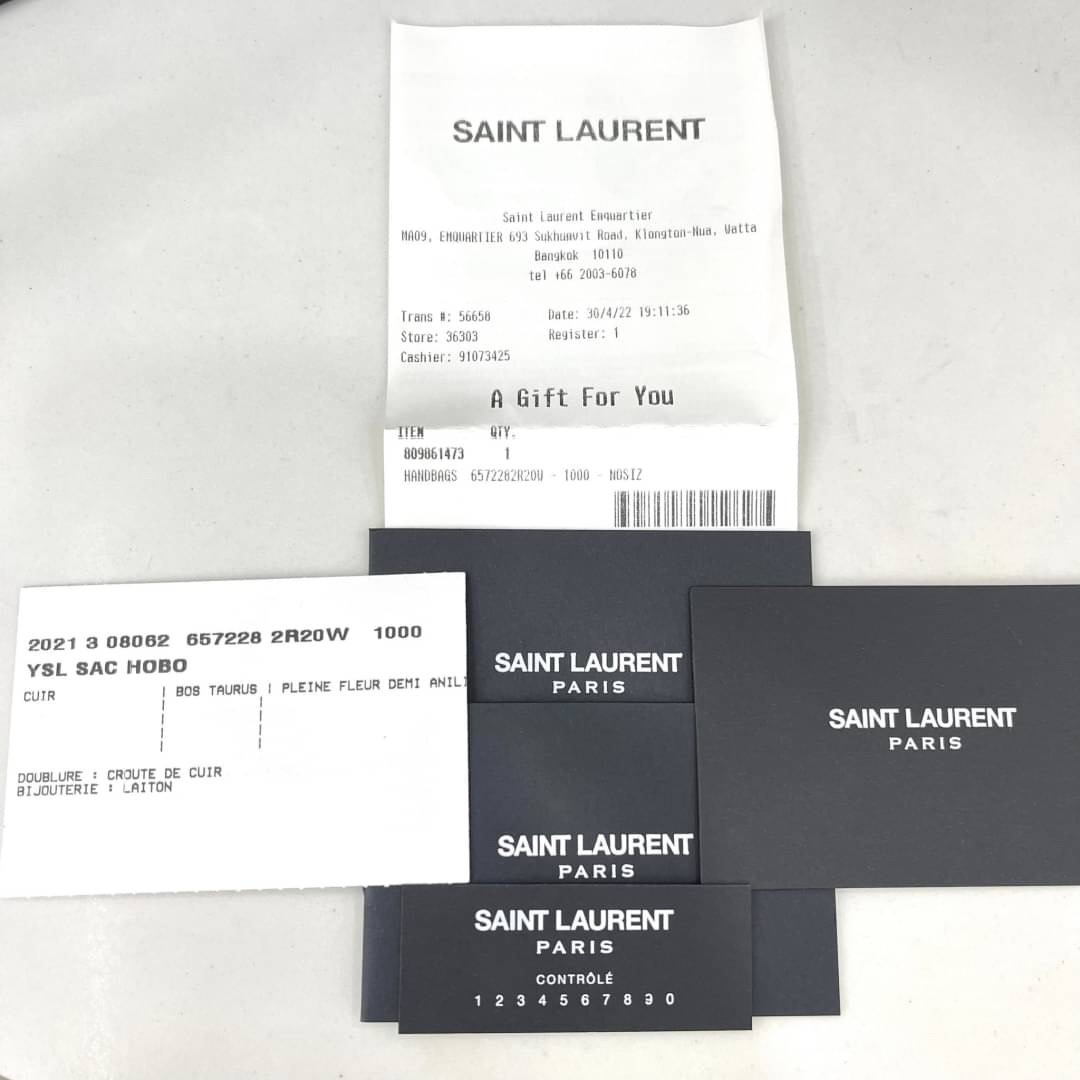 SAINT LAURENT
Saint Laurent Emquartier
MA09, EMQUARTIER 693 Sukhumvit Road, Klongton-Nua, Watta
Bangkok 10110
tel +66 2003-6078
Trans #: 56658 Date: 30/4/22 19:11:36
Store: 36303 Register: 1
Cashier: 91073425
A Gift For You
ITEM QTY.
809861473 1
HANDBAGS 6572282R20W - 1000 - NOSIZ
2021 3 08062 657228 2R20W 1000
YSL SAC HOBO
CUIR | BOS TAURUS | PLEINE FLEUR DEMI ANILI
DOUBLURE : CROUTE DE CUIR
BIJOUTERIE : LAITON
SAINT LAURENT
PARIS
SAINT LAURENT
PARIS
SAINT LAURENT
PARIS
SAINT LAURENT
PARIS
CONTRÔLÉ
1 2 3 4 5 6 7 8 9 0